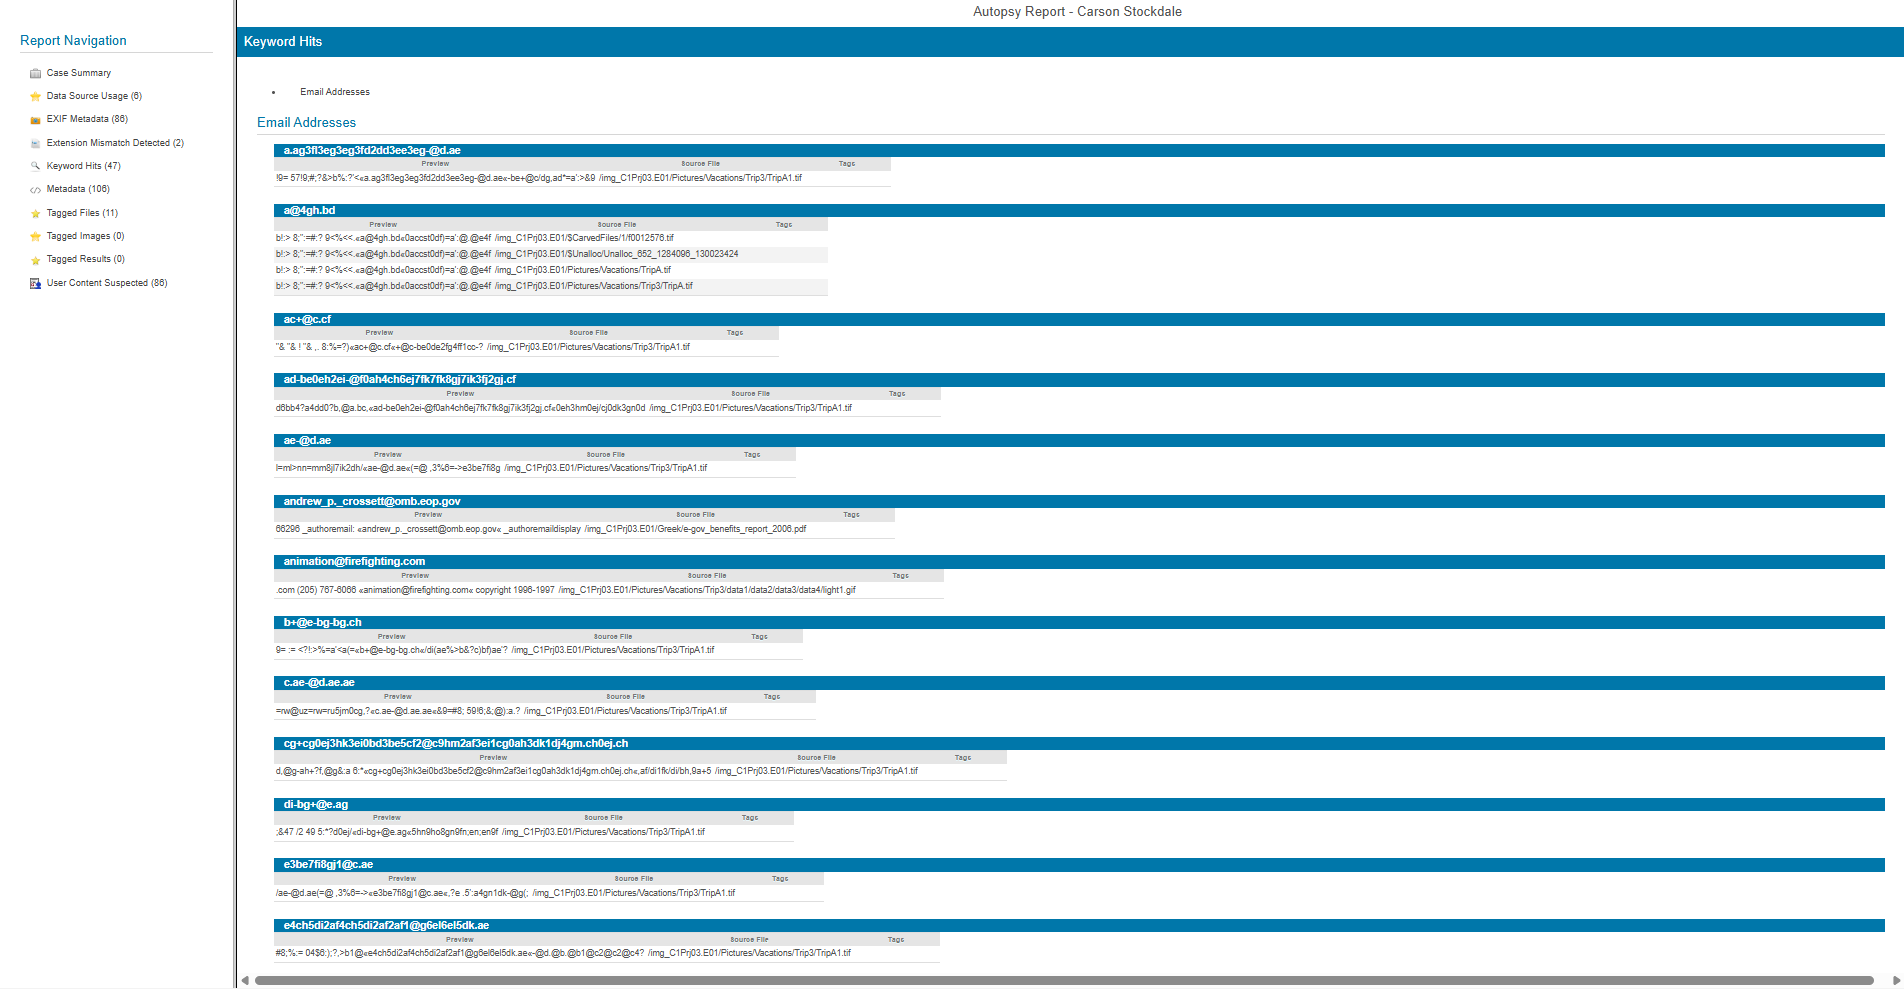 Autopsy Report - Carson Stockdale
Report Navigation
Case Summary
Data Source Usage (6)
EXIF Metadata (86)
Extension Mismatch Detected (2)
Keyword Hits (47)
Metadata (106)
Tagged Files (11)
Tagged Images (0)
Tagged Results (0)
User Content Suspected (86)
Keyword Hits
• Email Addresses
Email Addresses
a.ag3fl3eg3eg3fd2dd3ee3eg-@d.ae
Preview Source File Tags
!9= 57!9;#;?&>b%:?'<«a.ag3fl3eg3eg3fd2dd3ee3eg-@d.ae«-be+@c/dg,ad*=a':>&9 /img_C1Prj03.E01/Pictures/Vacations/Trip3/TripA1.tif
a@4gh.bd
Preview Source File Tags
b!:> 8;":=#:? 9<%<<.«a@4gh.bd«0accst0df)=a':@.@e4f /img_C1Prj03.E01/$CarvedFiles/1/f0012576.tif
b!:> 8;":=#:? 9<%<<.«a@4gh.bd«0accst0df)=a':@.@e4f /img_C1Prj03.E01/$Unalloc/Unalloc_652_1284096_130023424
b!:> 8;":=#:? 9<%<<.«a@4gh.bd«0accst0df)=a':@.@e4f /img_C1Prj03.E01/Pictures/Vacations/TripA.tif
b!:> 8;":=#:? 9<%<<.«a@4gh.bd«0accst0df)=a':@.@e4f /img_C1Prj03.E01/Pictures/Vacations/Trip3/TripA.tif
ac+@c.cf
Preview Source File Tags
"& "& ! "& ,. 8:%=?)«ac+@c.cf«+@c-be0de2fg4ff1cc-? /img_C1Prj03.E01/Pictures/Vacations/Trip3/TripA1.tif
ad-be0eh2ei-@f0ah4ch6ej7fk7fk8gj7ik3fj2gj.cf
Preview Source File Tags
d6bb4?a4dd0?b,@a.bc,«ad-be0eh2ei-@f0ah4ch6ej7fk7fk8gj7ik3fj2gj.cf«0eh3hm0ej/cj0dk3gn0d /img_C1Prj03.E01/Pictures/Vacations/Trip3/TripA1.tif
ae-@d.ae
Preview Source File Tags
l=ml>nn=mm8jl7ik2dh/«ae-@d.ae«(=@ ,3%6=->e3be7fi8g /img_C1Prj03.E01/Pictures/Vacations/Trip3/TripA1.tif
andrew_p._crossett@omb.eop.gov
Preview Source File Tags
66296 _authoremail: «andrew_p._crossett@omb.eop.gov« _authoremaildisplay /img_C1Prj03.E01/Greek/e-gov_benefits_report_2006.pdf
animation@firefighting.com
Preview Source File Tags
.com (205) 767-6066 «animation@firefighting.com« copyright 1996-1997 /img_C1Prj03.E01/Pictures/Vacations/Trip3/data1/data2/data3/data4/light1.gif
b+@e-bg-bg.ch
Preview Source File Tags
9= := <?!:>%=a'<a(=«b+@e-bg-bg.ch«/di(ae%>b&?c)bf)ae'? /img_C1Prj03.E01/Pictures/Vacations/Trip3/TripA1.tif
c.ae-@d.ae.ae
Preview Source File Tags
=rw@uz=rw=ru5jm0cg,?«c.ae-@d.ae.ae«&9=#8; 59!6;&;@):a.? /img_C1Prj03.E01/Pictures/Vacations/Trip3/TripA1.tif
cg+cg0ej3hk3ei0bd3be5cf2@c9hm2af3ei1cg0ah3dk1dj4gm.ch0ej.ch
Preview Source File Tags
d,@g-ah+?f,@g&:a 6:*«cg+cg0ej3hk3ei0bd3be5cf2@c9hm2af3ei1cg0ah3dk1dj4gm.ch0ej.ch«,af/di1fk/di/bh,9a+5 /img_C1Prj03.E01/Pictures/Vacations/Trip3/TripA1.tif
di-bg+@e.ag
Preview Source File Tags
;&47 /2 49 5:*?d0ej/«di-bg+@e.ag«5hn9ho8gn9fn;en;en9f /img_C1Prj03.E01/Pictures/Vacations/Trip3/TripA1.tif
e3be7fi8gj1@c.ae
Preview Source File Tags
/ae-@d.ae(=@ ,3%6=->«e3be7fi8gj1@c.ae«,?e .5':a4gn1dk-@g(; /img_C1Prj03.E01/Pictures/Vacations/Trip3/TripA1.tif
e4ch5di2af4ch5di2af2af1@g6el6el5dk.ae
Preview Source File Tags
#8;%:= 04$6:);?,>b1@«e4ch5di2af4ch5di2af2af1@g6el6el5dk.ae«-@d.@b.@b1@c2@c2@c4? /img_C1Prj03.E01/Pictures/Vacations/Trip3/TripA1.tif